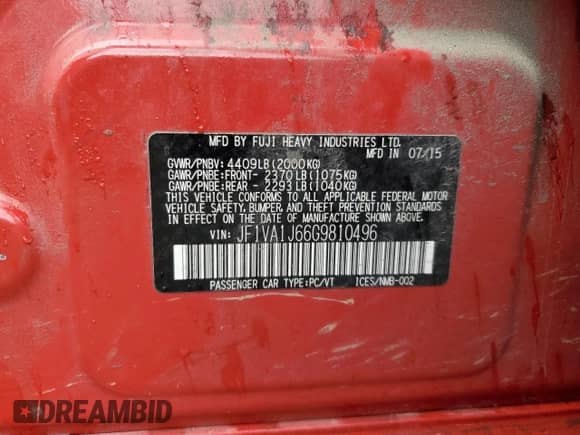 MFD BY FUJI HEAVY INDUSTRIES LTD.
MFD IN 07/15
GVWR/PNBV: 4409LB(2000KG)
GAWR/PNBE:FRONT- 2370LB(1075KG)
GAWR/PNBE:REAR - 2293LB(1040KG)
THIS VEHICLE CONFORMS TO ALL APPLICABLE FEDERAL MOTOR
VEHICLE SAFETY, BUMPER, AND THEFT PREVENTION STANDARDS
IN EFFECT ON THE DATE OF MANUFACTURE SHOWN ABOVE.
VIN: JF1VA1J66G9810496
PASSENGER CAR TYPE:PC/VT ICES/NMB-002
DREAMBID